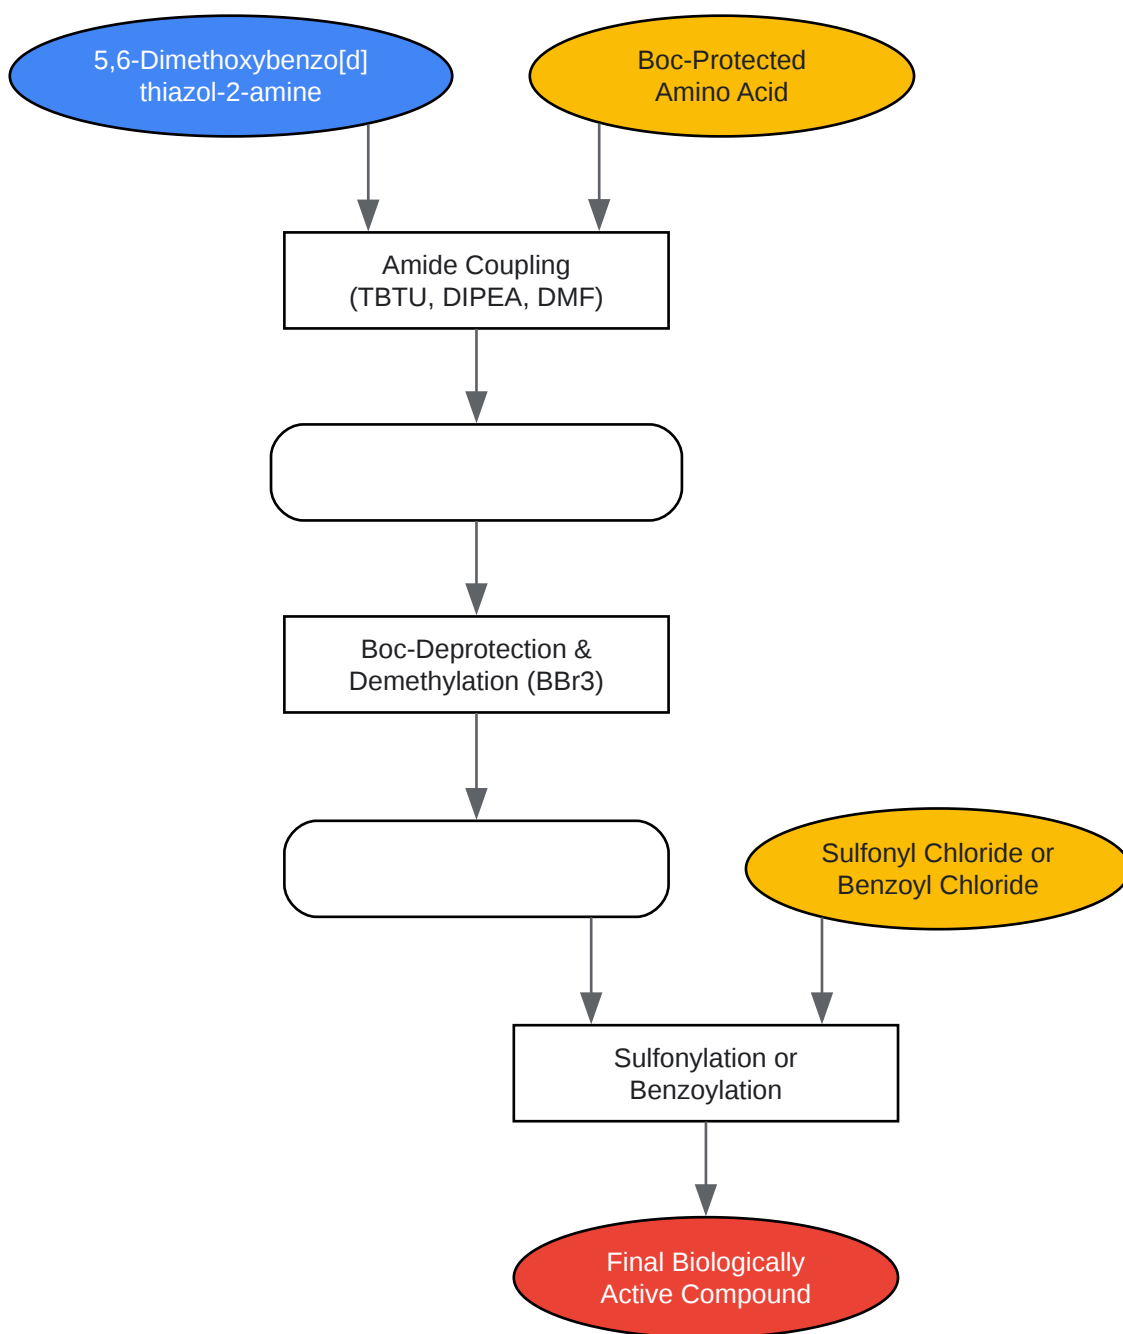 5,6-Dimethoxybenzo[d]
thiazol-2-amine
Boc-Protected
Amino Acid
Amide Coupling
(TBTU, DIPEA, DMF)
Boc-Deprotection &
Demethylation (BBr3)
Sulfonyl Chloride or
Benzoyl Chloride
Sulfonylation or
Benzoylation
Final Biologically
Active Compound